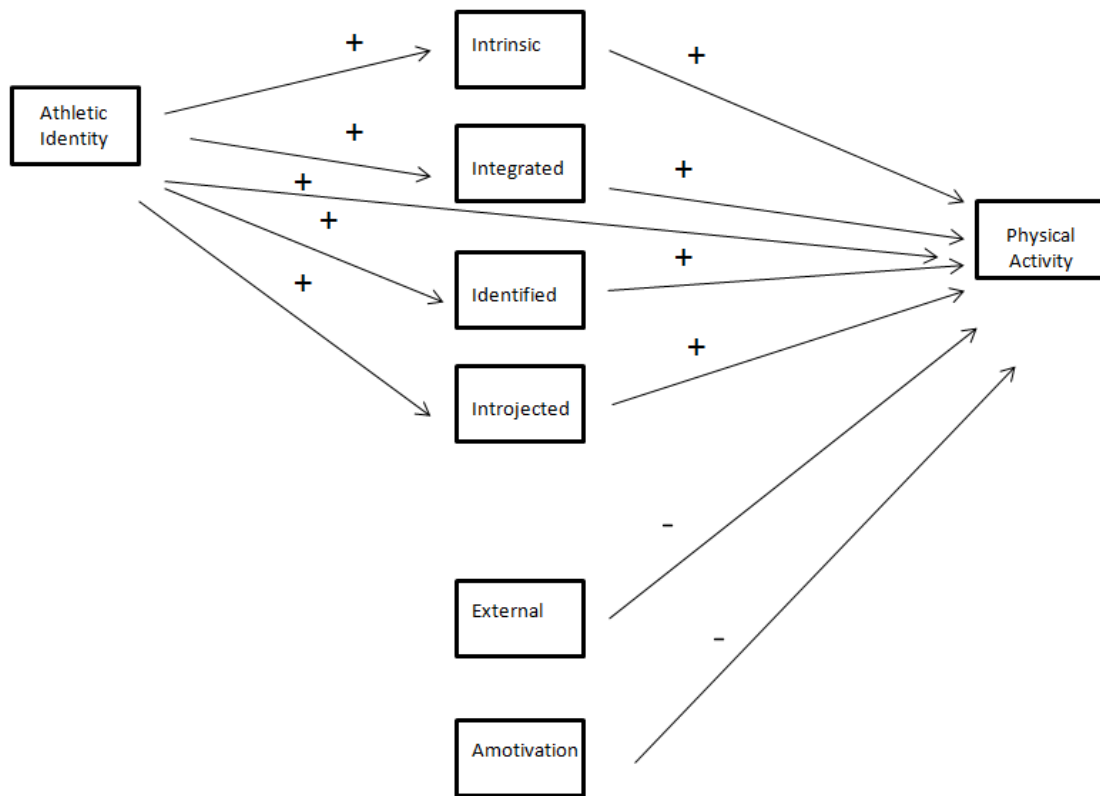 Athletic
Identity
+
Intrinsic
+
+
Integrated
+
+
+
Physical
Activity
+
+
Identified
+
Introjected
-
External
-
Amotivation